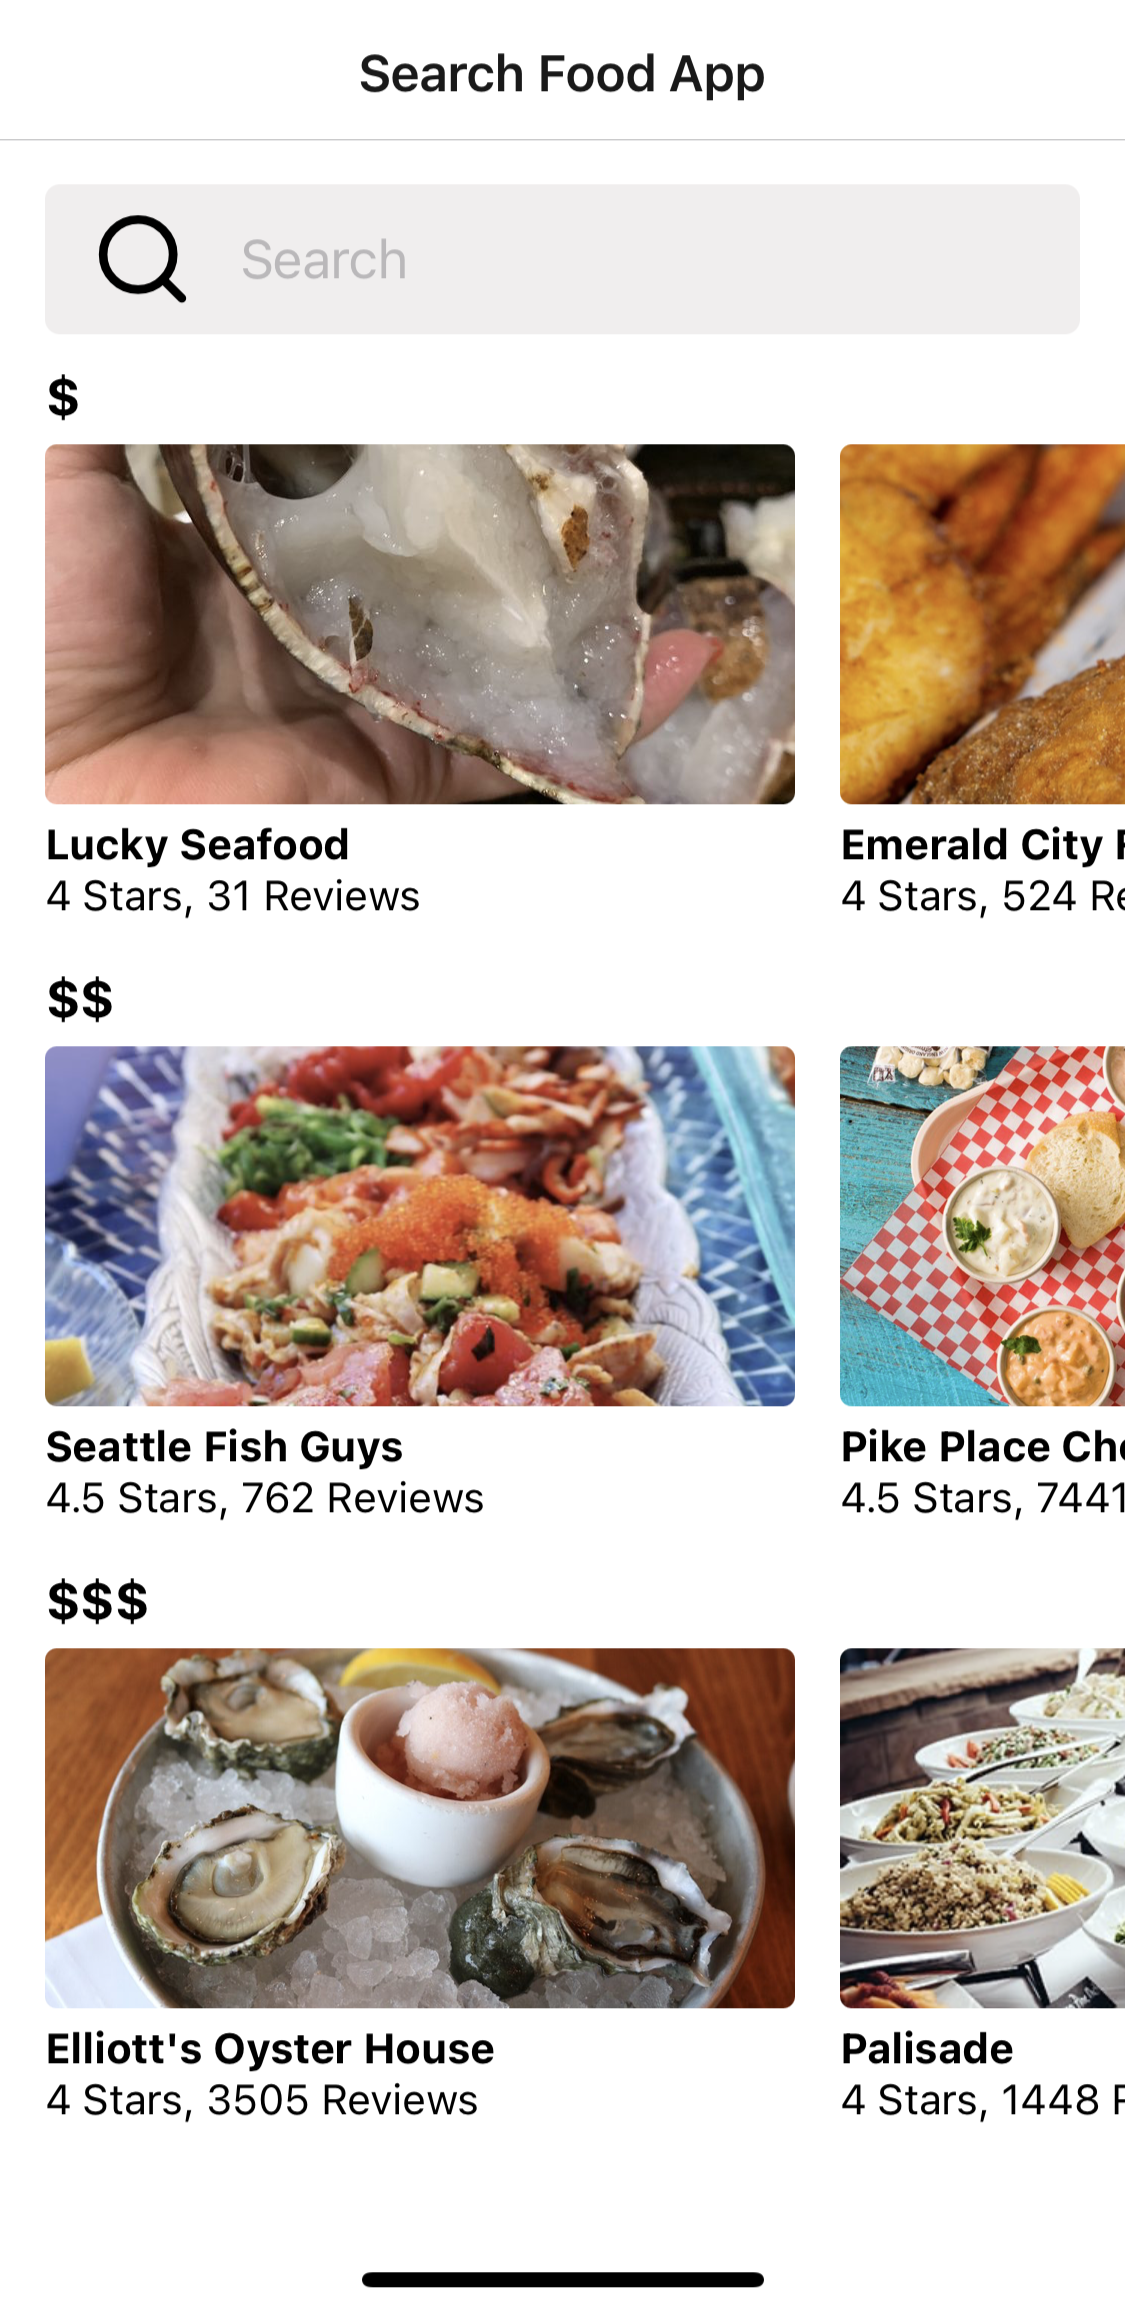 Search Food App
Search
$
Lucky Seafood
4 Stars, 31 Reviews
Emerald City
4 Stars, 524
$$
Seattle Fish Guys
4.5 Stars, 762 Reviews
Pike Place
4.5 Stars, 7441
$$$
Elliott's Oyster House
4 Stars, 3505 Reviews
Palisade
4 Stars, 1448